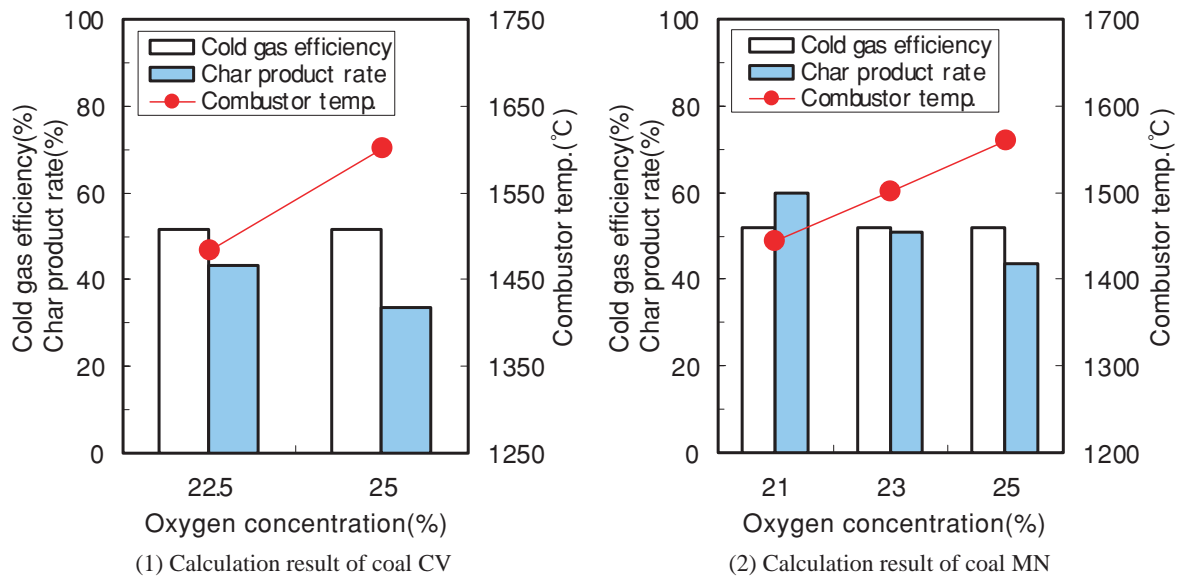 100
80
60
40
20
0
Cold gas efficiency(%)
Char product rate(%)
Cold gas efficiency
Char product rate
Combustor temp.
1750
1650
1550
1450
1350
1250
Combustor temp.(°C)
22.5 25
Oxygen concentration(%)
(1) Calculation result of coal CV
100
80
60
40
20
0
Cold gas efficiency(%)
Char product rate(%)
Cold gas efficiency
Char product rate
Combustor temp.
1700
1600
1500
1400
1300
1200
Combustor temp.(°C)
21 23 25
Oxygen concentration(%)
(2) Calculation result of coal MN